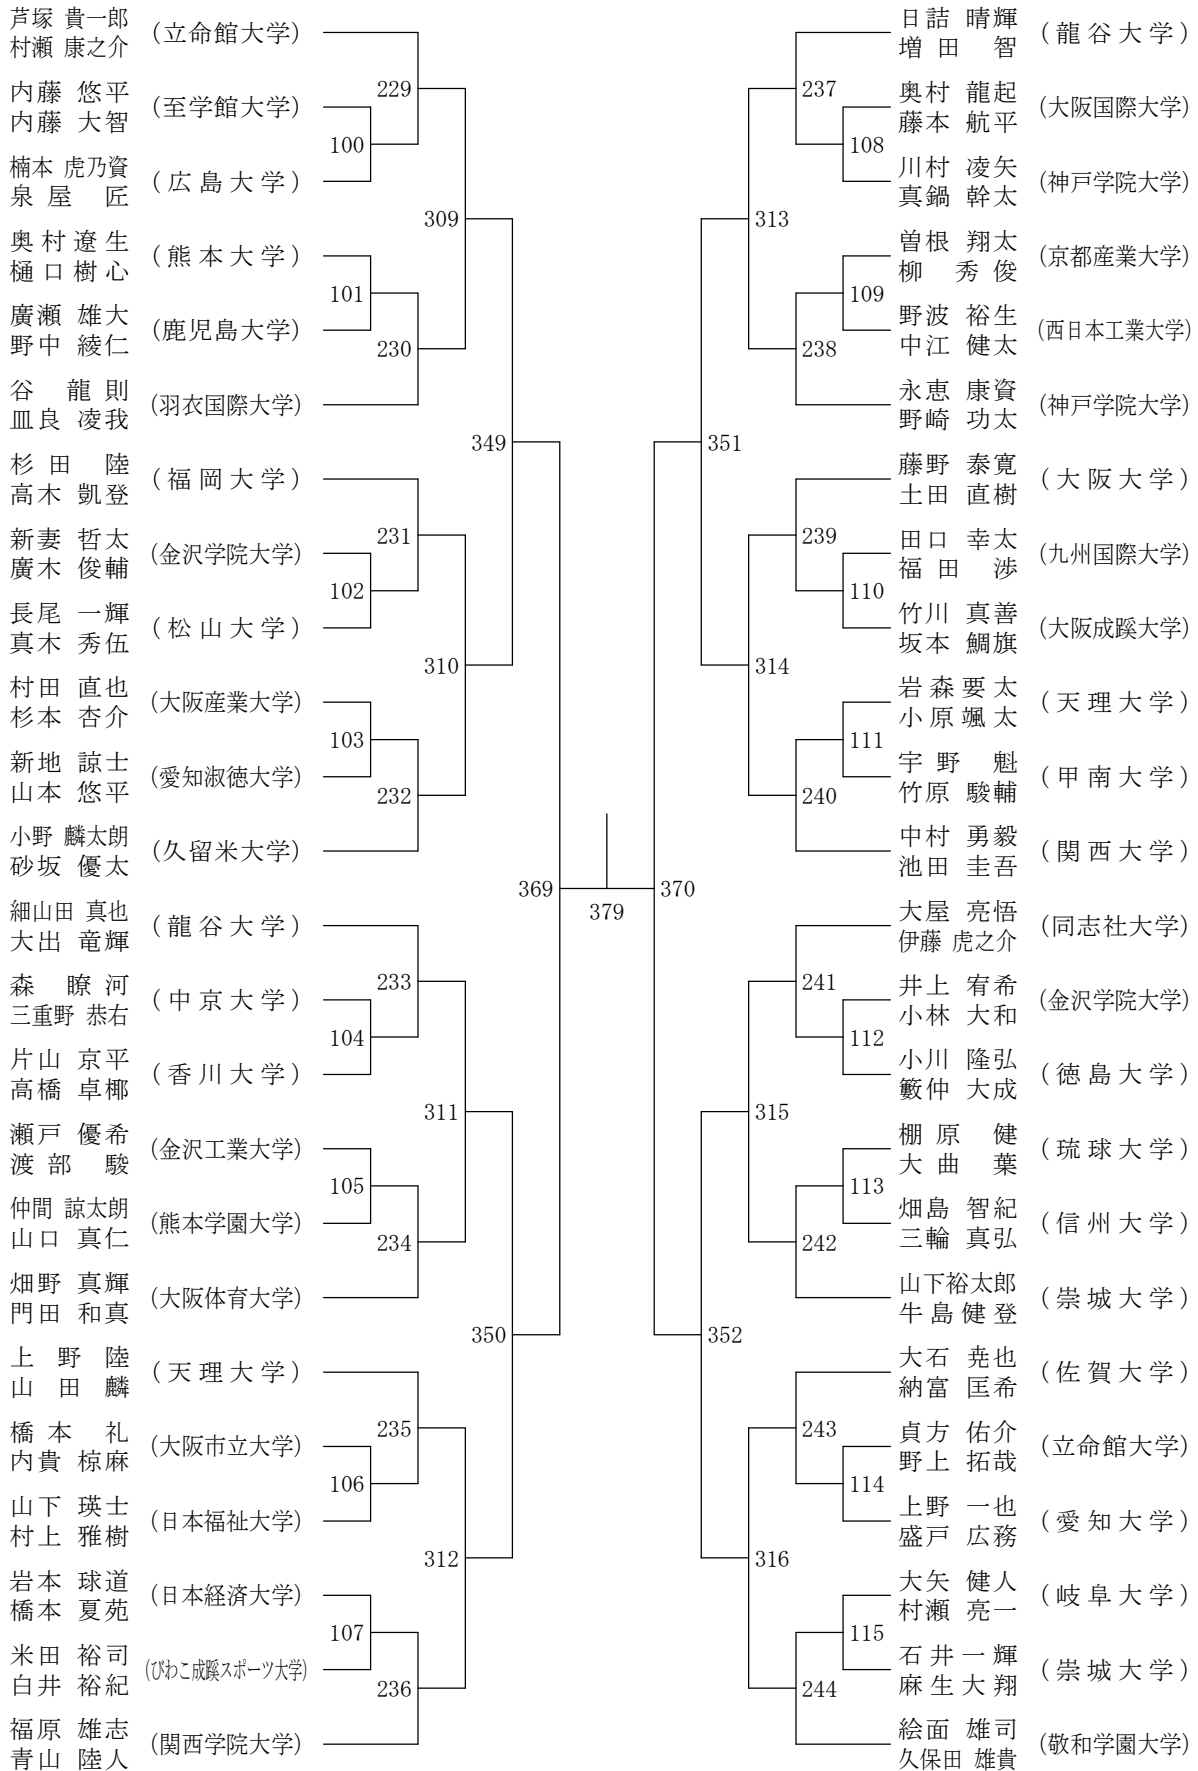 芦塚 貴一郎
村瀬 康之介
(立命館大学)
229
内藤 悠平
内藤 大智
(至学館大学)
100
楠本 虎乃資
泉屋 匠
(広島大学)
309
奥村遼生
樋口樹心
(熊本大学)
101
廣瀬 雄大
野中 綾仁
(鹿児島大学)
230
谷 龍則
皿良 凌我
(羽衣国際大学)
349
杉田 陸
高木 凱登
(福岡大学)
231
新妻 哲太
廣木 俊輔
(金沢学院大学)
102
長尾 一輝
真木 秀伍
(松山大学)
310
村田 直也
杉本 杏介
(大阪産業大学)
103
新地 諒士
山本 悠平
(愛知淑徳大学)
232
小野 麟太朗
砂坂 優太
(久留米大学)
369
細山田 真也
大出 竜輝
(龍谷大学)
233
森 瞭河
三重野 恭右
(中京大学)
104
片山 京平
高橋 卓椰
(香川大学)
311
瀬戸 優希
渡部 駿
(金沢工業大学)
105
仲間 諒太朗
山口 真仁
(熊本学園大学)
234
畑野 真輝
門田 和真
(大阪体育大学)
350
上野 陸
山田 麟
(天理大学)
235
橋本 礼
内貴 椋麻
(大阪市立大学)
106
山下 瑛士
村上 雅樹
(日本福祉大学)
312
岩本 球道
橋本 夏苑
(日本経済大学)
107
米田 裕司
白井 裕紀
(びわこ成蹊スポーツ大学)
236
福原 雄志
青山 陸人
(関西学院大学)
379
日詰 晴輝
増田 智
(龍谷大学)
237
奥村 龍起
藤本 航平
(大阪国際大学)
108
川村 凌矢
真鍋 幹太
(神戸学院大学)
313
曽根 翔太
柳 秀俊
(京都産業大学)
109
野波 裕生
中江 健太
(西日本工業大学)
238
永恵 康資
野崎 功太
(神戸学院大学)
351
藤野 泰寛
土田 直樹
(大阪大学)
239
田口 幸太
福田 渉
(九州国際大学)
110
竹川 真善
坂本 鯛旗
(大阪成蹊大学)
314
岩森要太
小原颯太
(天理大学)
111
宇野 魁
竹原 駿輔
(甲南大学)
240
中村 勇毅
池田 圭吾
(関西大学)
370
大屋 亮悟
伊藤 虎之介
(同志社大学)
241
井上 宥希
小林 大和
(金沢学院大学)
112
小川 隆弘
籔仲 大成
(徳島大学)
315
棚原 健
大曲 葉
(琉球大学)
113
畑島 智紀
三輪 真弘
(信州大学)
242
山下裕太郎
牛島健登
(崇城大学)
352
大石 尭也
納富 匡希
(佐賀大学)
243
貞方 佑介
野上 拓哉
(立命館大学)
114
上野 一也
盛戸 広務
(愛知大学)
316
大矢 健人
村瀬 亮一
(岐阜大学)
115
石井一輝
麻生大翔
(崇城大学)
244
絵面 雄司
久保田 雄貴
(敬和学園大学)